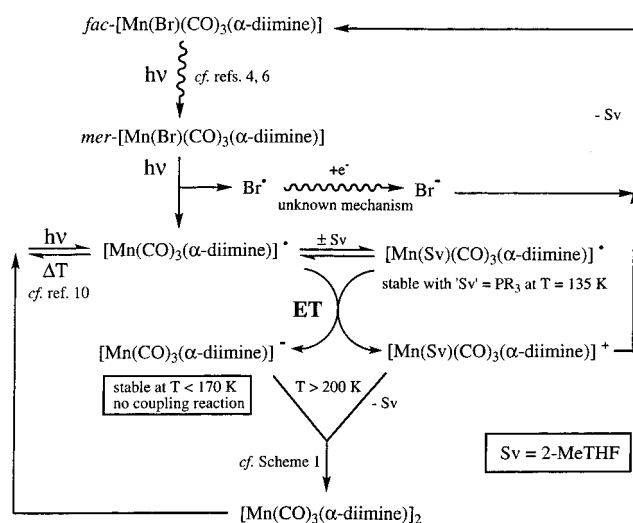 fac-[Mn(Br)(CO)₃(α-diimine)]
hν
cf. refs. 4, 6
- Sv
mer-[Mn(Br)(CO)₃(α-diimine)]
hν
Br• +e⁻ Br⁻
unknown mechanism
hν
[Mn(CO)₃(α-diimine)]• ± Sv [Mn(Sv)(CO)₃(α-diimine)]•
ΔT
cf. ref. 10
stable with 'Sv' = PR₃ at T = 135 K
ET
[Mn(CO)₃(α-diimine)]⁻ [Mn(Sv)(CO)₃(α-diimine)]⁺
stable at T < 170 K
no coupling reaction
T > 200 K
- Sv
Sv = 2-MeTHF
cf. Scheme 1
[Mn(CO)₃(α-diimine)]₂